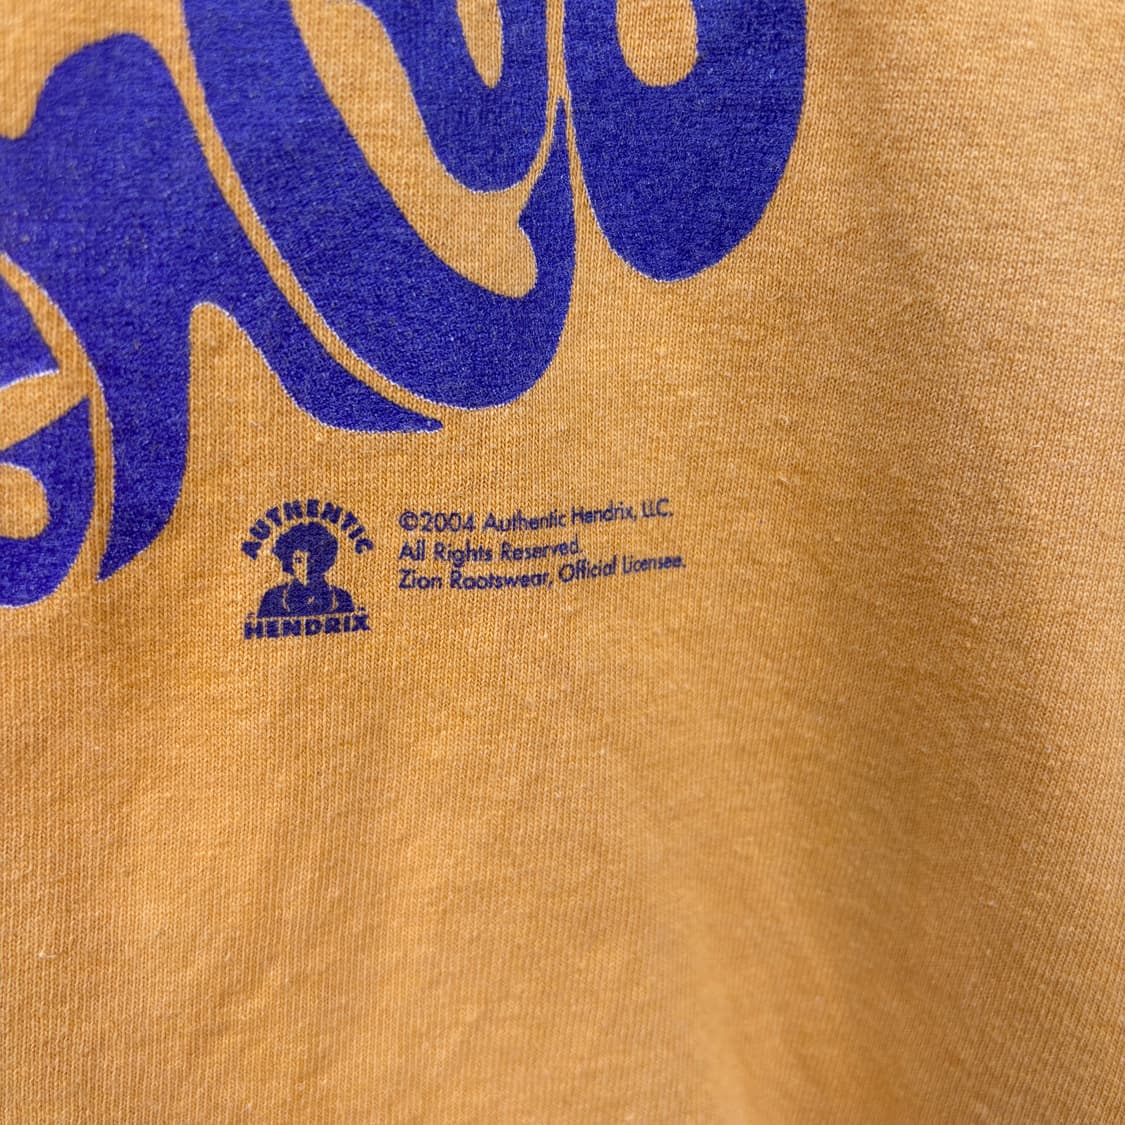 AUTHENTIC
HENDRIX
©2004 Authentic Hendrix, LLC.
All Rights Reserved.
Zion Rootswear, Official Licensee.